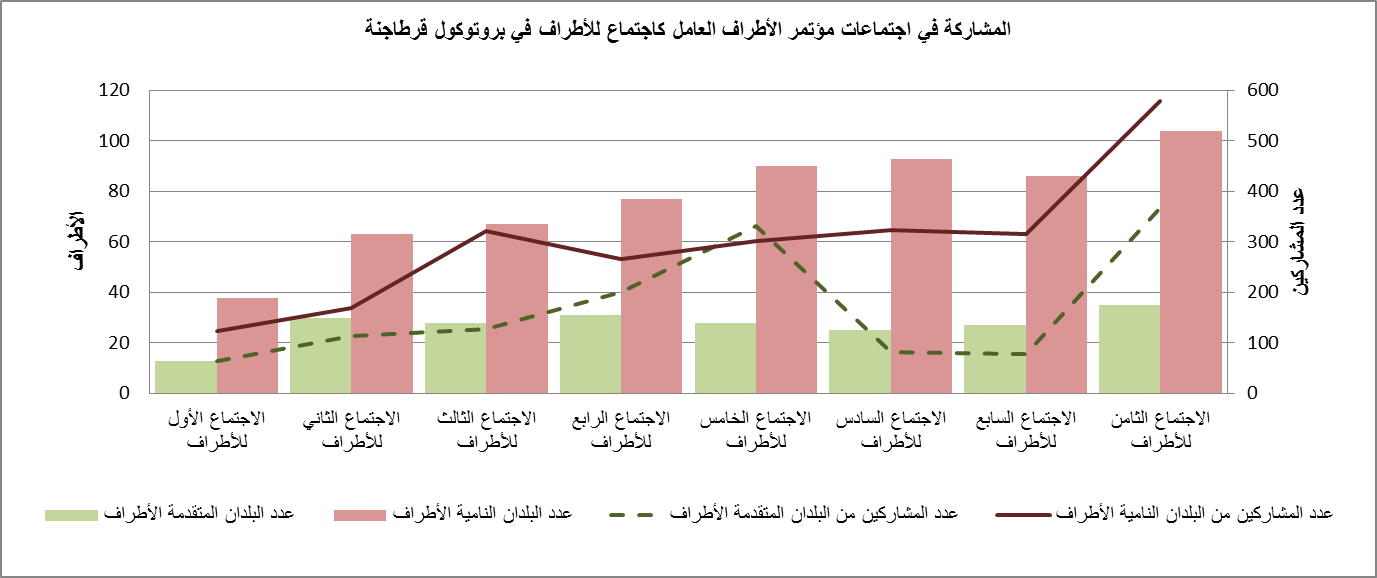 المشاركة في اجتماعات مؤتمر الأطراف العامل كاجتماع للأطراف في بروتوكول قرطاجنة
120
100
80
60
40
20
0
الأطراف
600
500
400
300
200
100
0
عدد المشاركين
الاجتماع الأول
للأطراف
الاجتماع الثاني
للأطراف
الاجتماع الثالث
للأطراف
الاجتماع الرابع
للأطراف
الاجتماع الخامس
للأطراف
الاجتماع السادس
للأطراف
الاجتماع السابع
للأطراف
الاجتماع الثامن
للأطراف
عدد البلدان المتقدمة الأطراف
عدد البلدان النامية الأطراف
عدد المشاركين من البلدان المتقدمة الأطراف
عدد المشاركين من البلدان النامية الأطراف